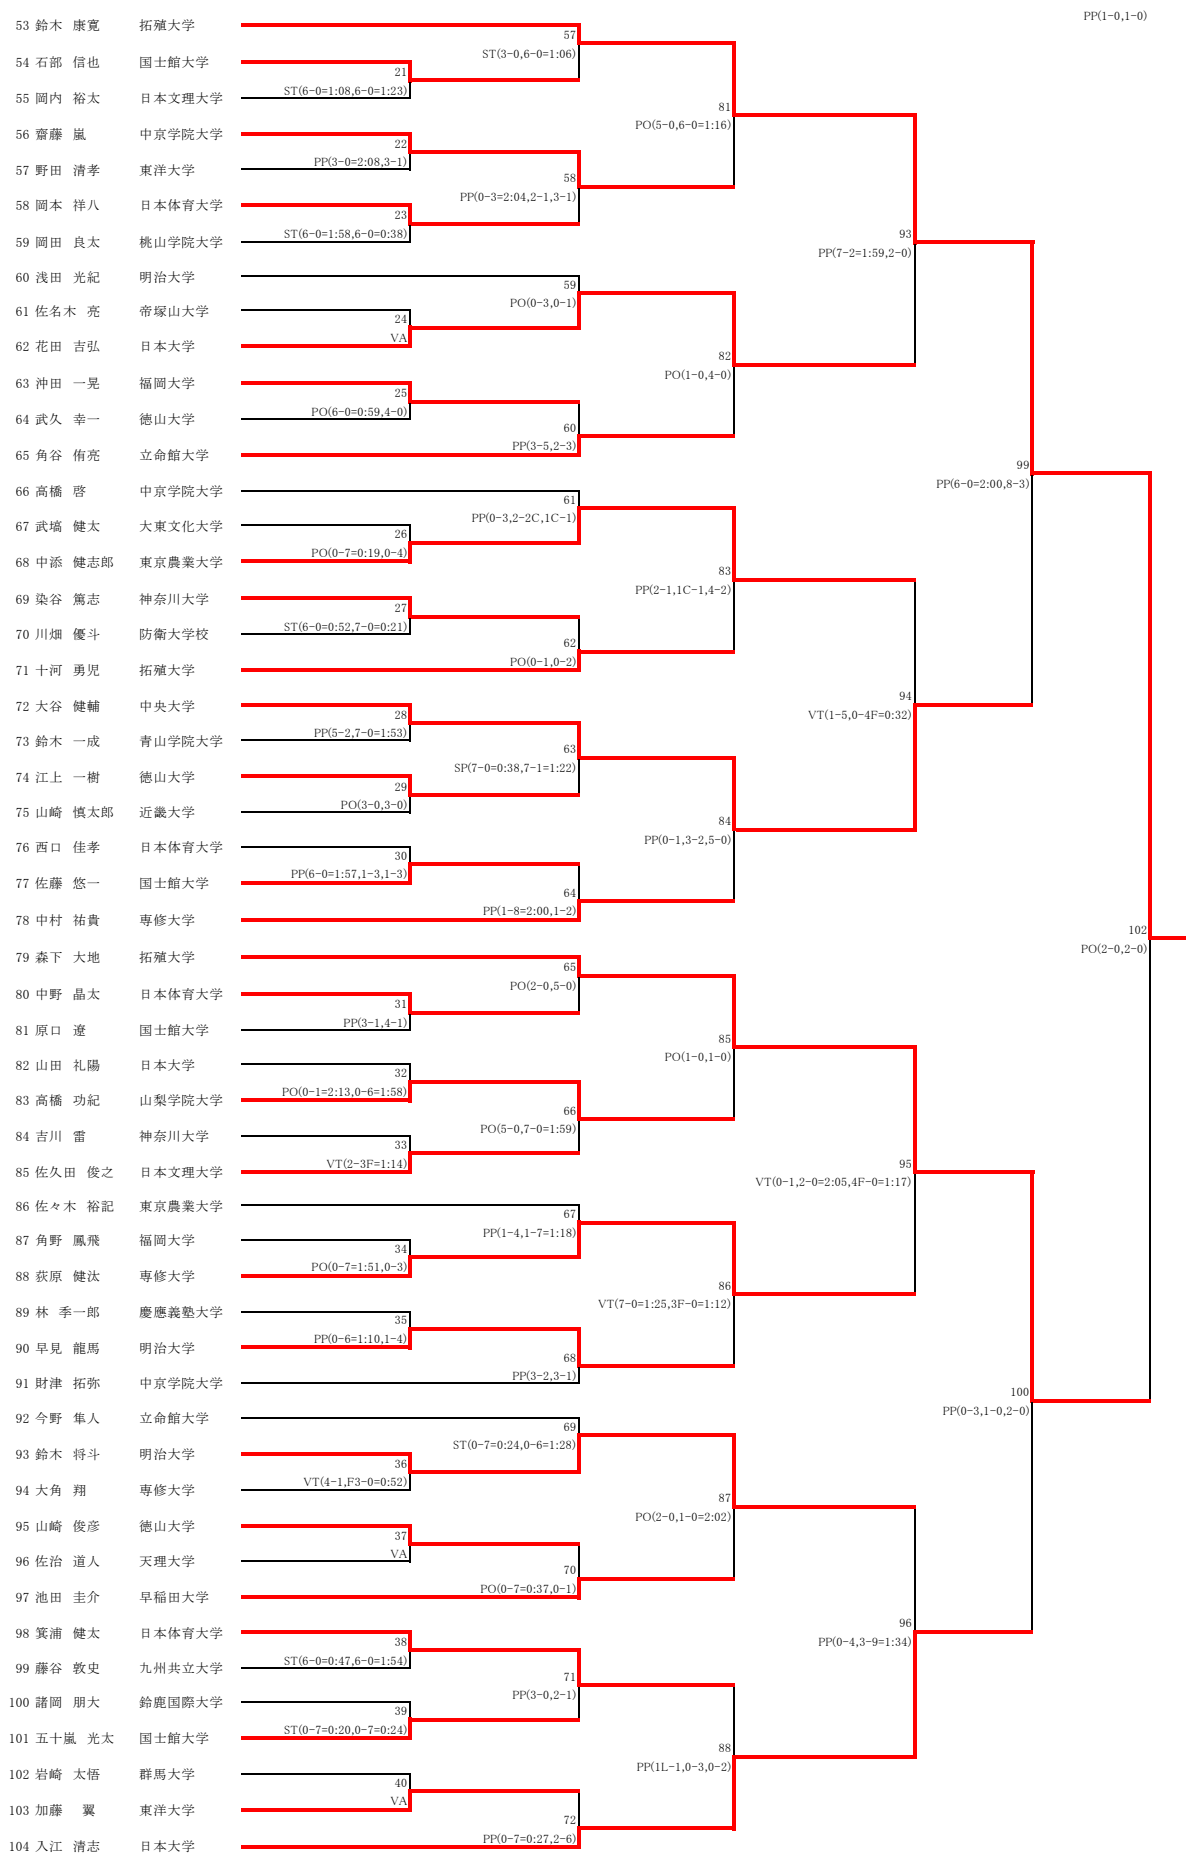 PP(1-0,1-0)
53 鈴木 康寛 拓殖大学
57
ST(3-0,6-0=1:06)
54 石部 信也 国士館大学
21
ST(6-0=1:08,6-0=1:23)
55 岡内 裕太 日本文理大学
81
PO(5-0,6-0=1:16)
56 齋藤 嵐 中京学院大学
22
PP(3-0=2:08,3-1)
57 野田 清孝 東洋大学
58
PP(0-3=2:04,2-1,3-1)
58 岡本 祥八 日本体育大学
23
ST(6-0=1:58,6-0=0:38)
59 岡田 良太 桃山学院大学
93
PP(7-2=1:59,2-0)
60 浅田 光紀 明治大学
59
PO(0-3,0-1)
61 佐名木 亮 帝塚山大学
24
VA
62 花田 吉弘 日本大学
82
PO(1-0,4-0)
63 沖田 一晃 福岡大学
25
PO(6-0=0:59,4-0)
64 武久 幸一 徳山大学
60
PP(3-5,2-3)
65 角谷 侑亮 立命館大学
99
PP(6-0=2:00,8-3)
66 高橋 啓 中京学院大学
61
PP(0-3,2-2C,1C-1)
67 武塙 健太 大東文化大学
26
PO(0-7=0:19,0-4)
68 中添 健志郎 東京農業大学
83
PP(2-1,1C-1,4-2)
69 染谷 篤志 神奈川大学
27
ST(6-0=0:52,7-0=0:21)
70 川畑 優斗 防衛大学校
62
PO(0-1,0-2)
71 十河 勇児 拓殖大学
94
VT(1-5,0-4F=0:32)
72 大谷 健輔 中央大学
28
PP(5-2,7-0=1:53)
73 鈴木 一成 青山学院大学
63
SP(7-0=0:38,7-1=1:22)
74 江上 一樹 徳山大学
29
PO(3-0,3-0)
75 山崎 慎太郎 近畿大学
84
PP(0-1,3-2,5-0)
76 西口 佳孝 日本体育大学
30
PP(6-0=1:57,1-3,1-3)
77 佐藤 悠一 国士館大学
64
PP(1-8=2:00,1-2)
78 中村 祐貴 専修大学
102
PO(2-0,2-0)
79 森下 大地 拓殖大学
65
PO(2-0,5-0)
80 中野 晶太 日本体育大学
31
PP(3-1,4-1)
81 原口 遼 国士館大学
85
PO(1-0,1-0)
82 山田 礼陽 日本大学
32
PO(0-1=2:13,0-6=1:58)
83 高橋 功紀 山梨学院大学
66
PO(5-0,7-0=1:59)
84 吉川 雷 神奈川大学
33
VT(2-3F=1:14)
85 佐久田 俊之 日本文理大学
95
VT(0-1,2-0=2:05,4F-0=1:17)
86 佐々木 裕記 東京農業大学
67
PP(1-4,1-7=1:18)
87 角野 鳳飛 福岡大学
34
PO(0-7=1:51,0-3)
88 荻原 健汰 専修大学
86
VT(7-0=1:25,3F-0=1:12)
89 林 季一郎 慶應義塾大学
35
PP(0-6=1:10,1-4)
90 早見 龍馬 明治大学
68
PP(3-2,3-1)
91 財津 拓弥 中京学院大学
100
PP(0-3,1-0,2-0)
92 今野 隼人 立命館大学
69
ST(0-7=0:24,0-6=1:28)
93 鈴木 将斗 明治大学
36
VT(4-1,F3-0=0:52)
94 大角 翔 専修大学
87
PO(2-0,1-0=2:02)
95 山崎 俊彦 徳山大学
37
VA
96 佐治 道人 天理大学
70
PO(0-7=0:37,0-1)
97 池田 圭介 早稲田大学
96
PP(0-4,3-9=1:34)
98 箕浦 健太 日本体育大学
38
ST(6-0=0:47,6-0=1:54)
99 藤谷 敦史 九州共立大学
71
PP(3-0,2-1)
100 諸岡 朋大 鈴鹿国際大学
39
ST(0-7=0:20,0-7=0:24)
101 五十嵐 光太 国士館大学
88
PP(1L-1,0-3,0-2)
102 岩崎 太悟 群馬大学
40
VA
103 加藤 翼 東洋大学
72
PP(0-7=0:27,2-6)
104 入江 清志 日本大学